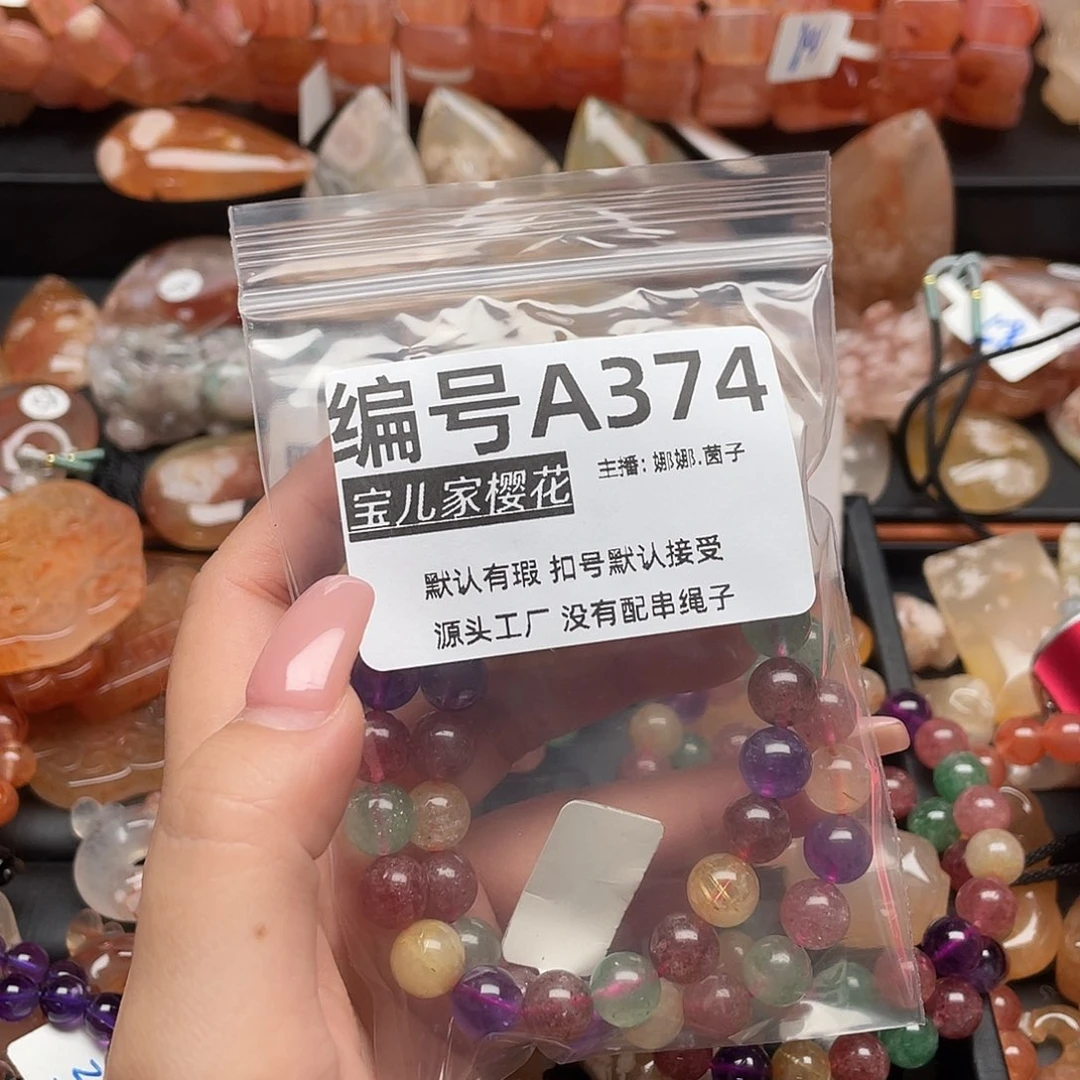 编号A374
宝儿家樱花
主播：娜娜.茵子
默认有瑕 扣号默认接受
源头工厂 没有配串绳子